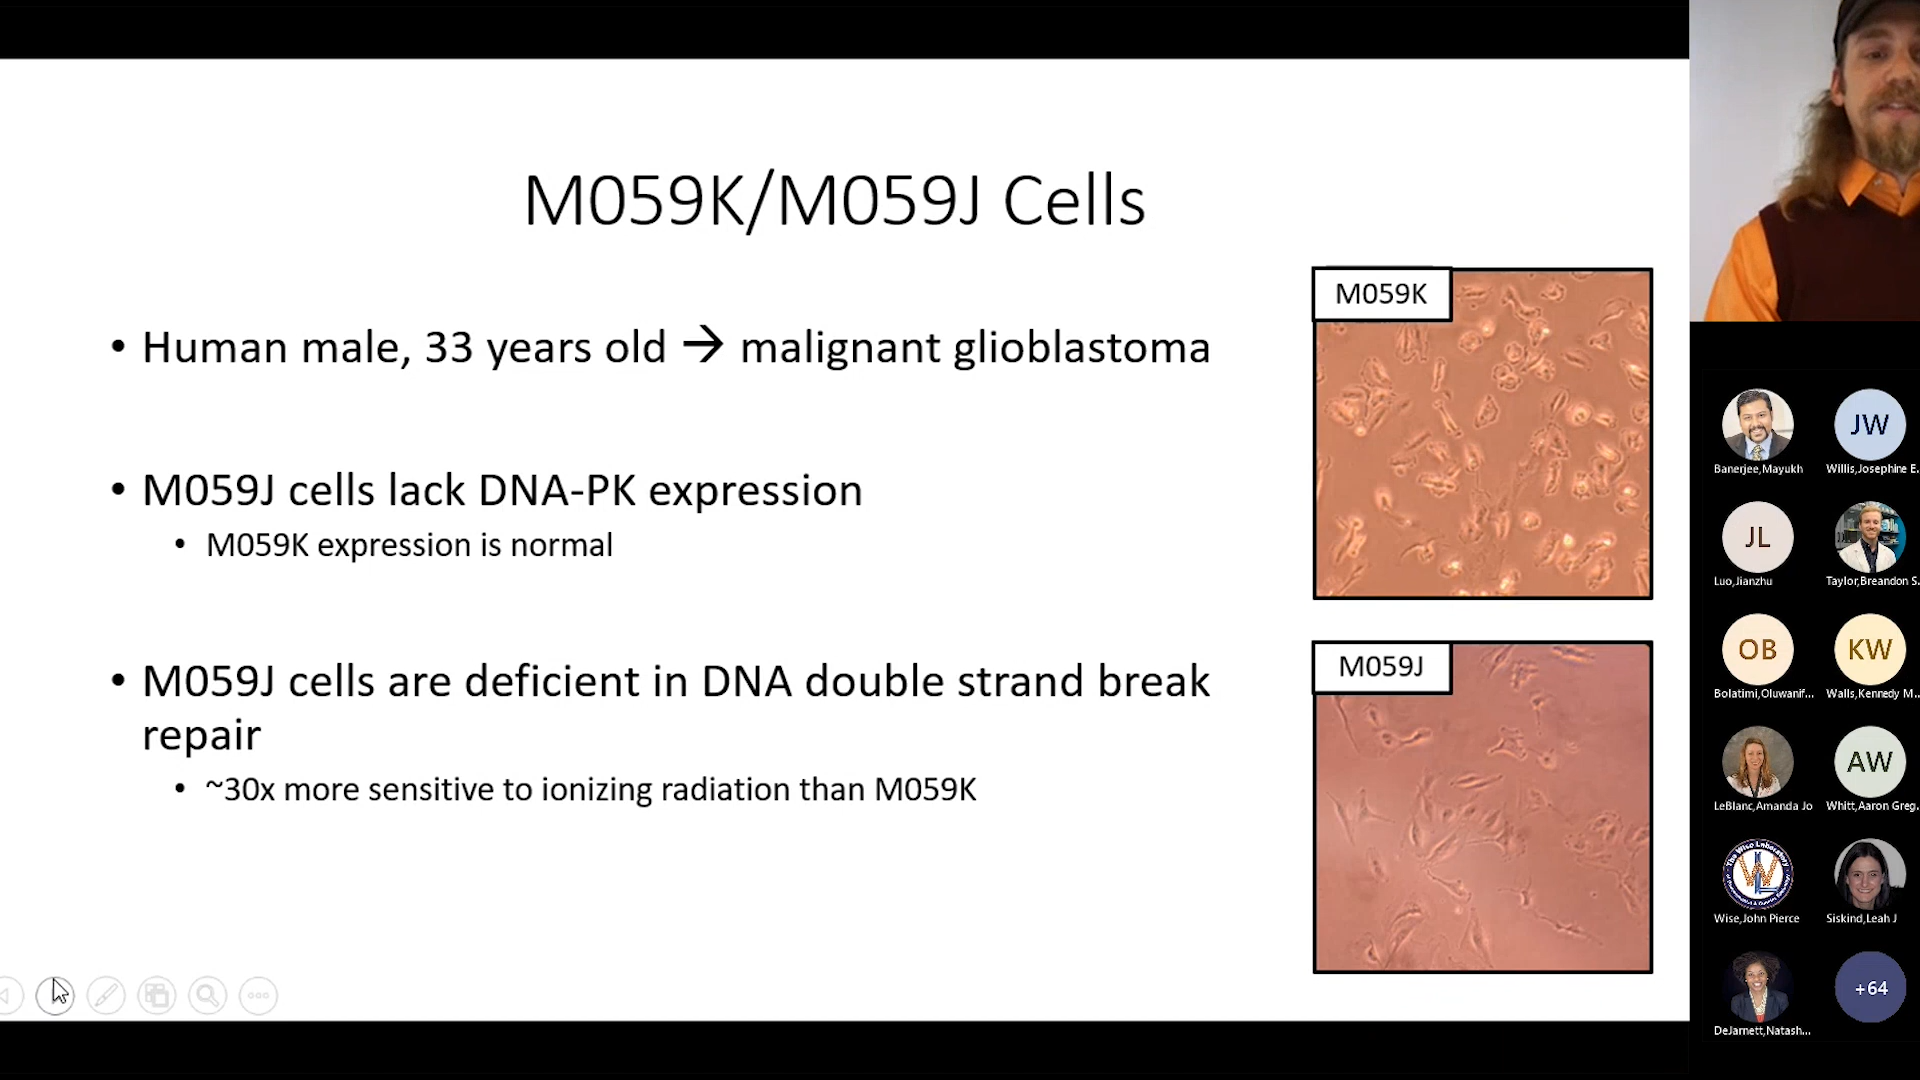 M059K/M059J Cells
• Human male, 33 years old → malignant glioblastoma
• M059J cells lack DNA-PK expression
• M059K expression is normal
• M059J cells are deficient in DNA double strand break
repair
• ~30x more sensitive to ionizing radiation than M059K
M059K
M059J
JW
Banerjee,Mayukh
Willis,Josephine E.
JL
Luo,Jianzhu
Taylor,Breandon S.
OB
KW
Bolatimi,Oluwanif...
Walls,Kennedy M...
AW
LeBlanc,Amanda Jo
Whitt,Aaron Greg.
The Wise Laboratory
W
Wise,John Pierce
Siskind,Leah J
+64
DeJarnett,Natash...